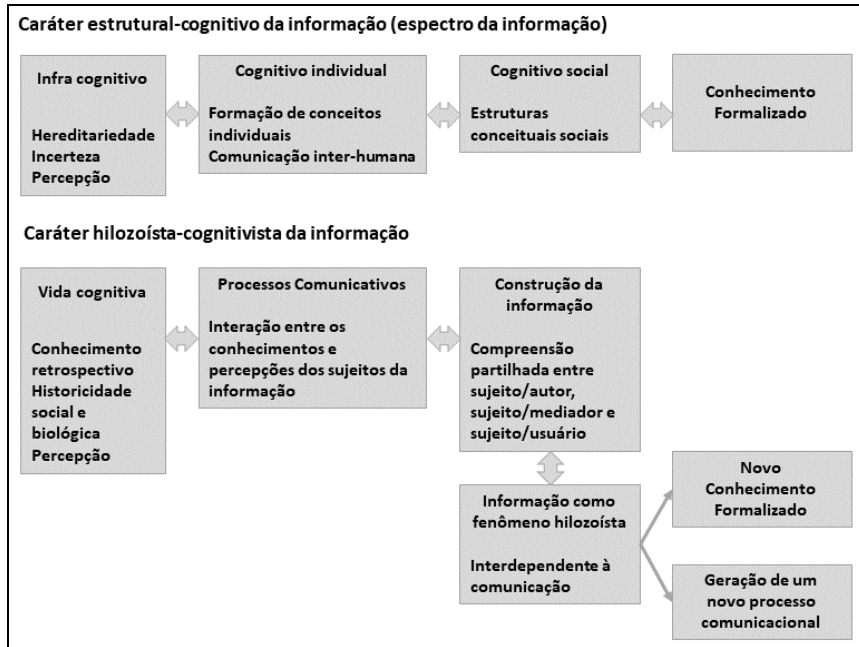 Caráter estrutural-cognitivo da informação (espectro da informação)
Infra cognitivo
Hereditariedade
Incerteza
Percepção
Cognitivo individual
Formação de conceitos
individuais
Comunicação inter-humana
Cognitivo social
Estruturas
conceituais sociais
Conhecimento
Formalizado
Caráter hilozoísta-cognitivista da informação
Vida cognitiva
Conhecimento
retrospectivo
Historicidade
social e
biológica
Percepção
Processos Comunicativos
Interação entre os
conhecimentos e
percepções dos sujeitos da
informação
Construção da
informação
Compreensão
partilhada entre
sujeito/autor,
sujeito/mediador e
sujeito/usuário
Informação como
fenômeno hilozoísta
Interdependente à
comunicação
Novo
Conhecimento
Formalizado
Geração de um
novo processo
comunicacional